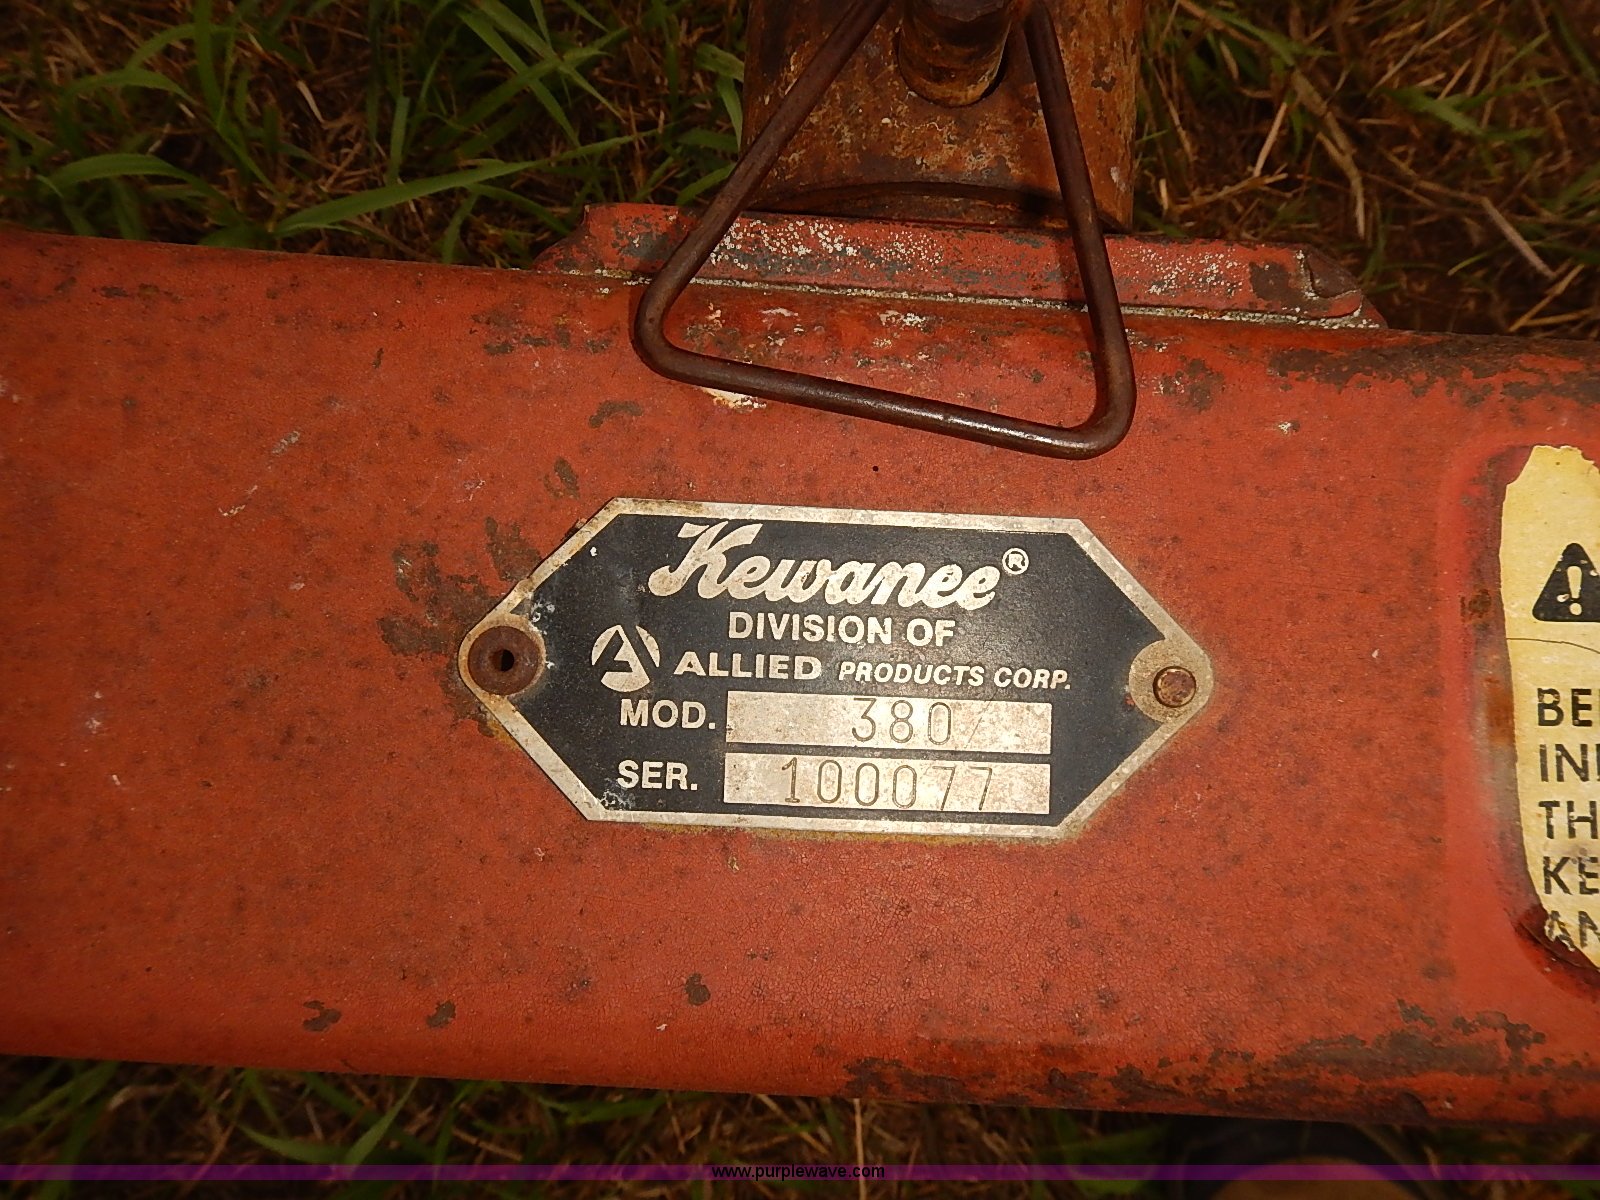 Kewanee®
DIVISION OF
ALLIED PRODUCTS CORP.
MOD. 380/
SER. 100077
BE
IN
TH
KE
AN
www.purplewave.com